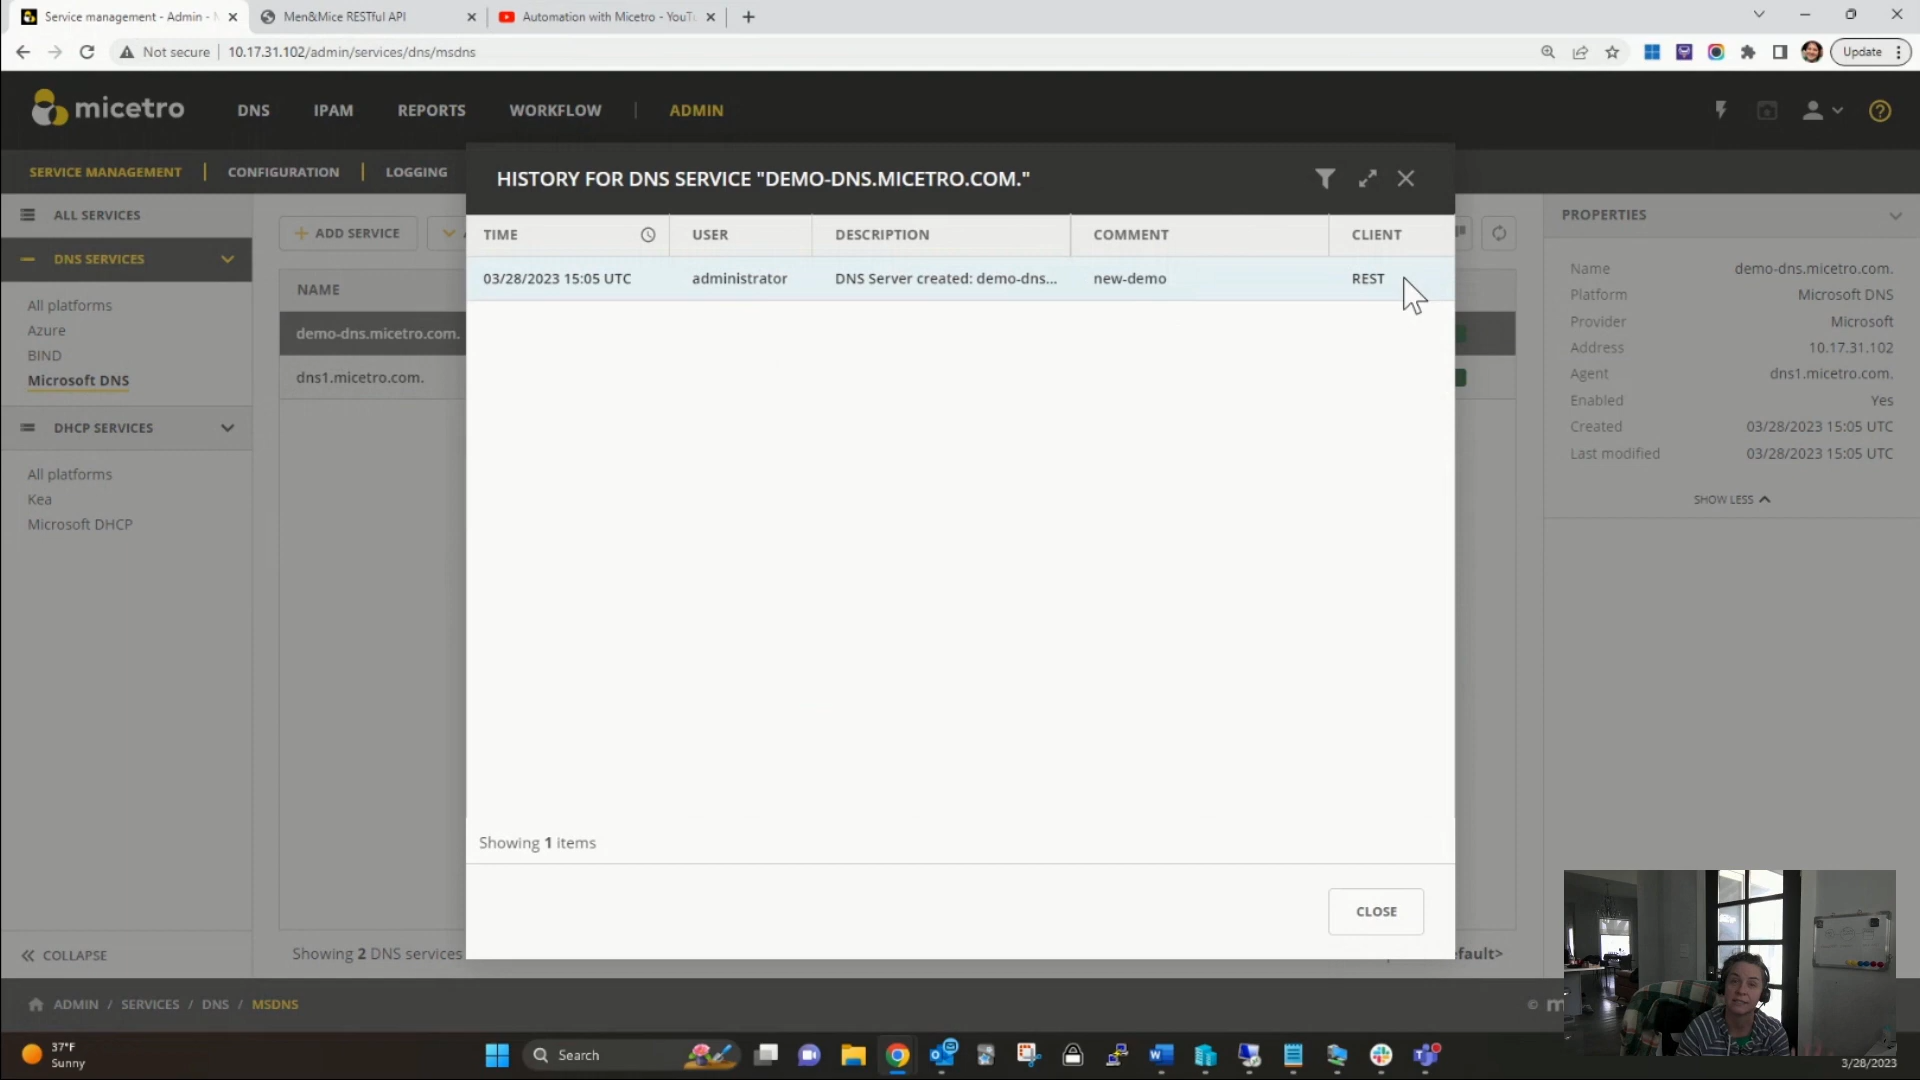 Service management - Admin -
Men&Mice RESTful API
Automation with Micetro - YouTu
Not secure
10.17.31.102/admin/services/dns/msdns
Update
micetro
DNS
IPAM
REPORTS
WORKFLOW
ADMIN
SERVICE MANAGEMENT
CONFIGURATION
LOGGING
HISTORY FOR DNS SERVICE "DEMO-DNS.MICETRO.COM."
ALL SERVICES
DNS SERVICES
All platforms
Azure
BIND
Microsoft DNS
DHCP SERVICES
All platforms
Kea
Microsoft DHCP
COLLAPSE
ADD SERVICE
NAME
demo-dns.micetro.com.
dns1.micetro.com.
Showing 2 DNS services
TIME USER DESCRIPTION COMMENT CLIENT
03/28/2023 15:05 UTC administrator DNS Server created: demo-dns... new-demo REST
Showing 1 items
CLOSE
efault>
PROPERTIES
Name demo-dns.micetro.com.
Platform Microsoft DNS
Provider Microsoft
Address 10.17.31.102
Agent dns1.micetro.com.
Enabled Yes
Created 03/28/2023 15:05 UTC
Last modified 03/28/2023 15:05 UTC
SHOW LESS
ADMIN / SERVICES / DNS / MSDNS
© m
37°F
Sunny
Search
3/28/2023